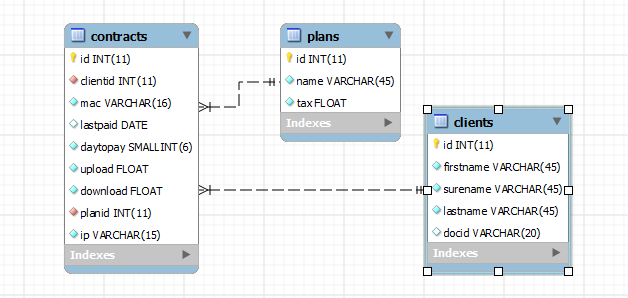 contracts
id INT(11)
clientid INT(11)
mac VARCHAR(16)
lastpaid DATE
daytopay SMALLINT(6)
upload FLOAT
download FLOAT
planid INT(11)
ip VARCHAR(15)
Indexes
plans
id INT(11)
name VARCHAR(45)
tax FLOAT
Indexes
clients
id INT(11)
firstname VARCHAR(45)
surename VARCHAR(45)
lastname VARCHAR(45)
docid VARCHAR(20)
Indexes